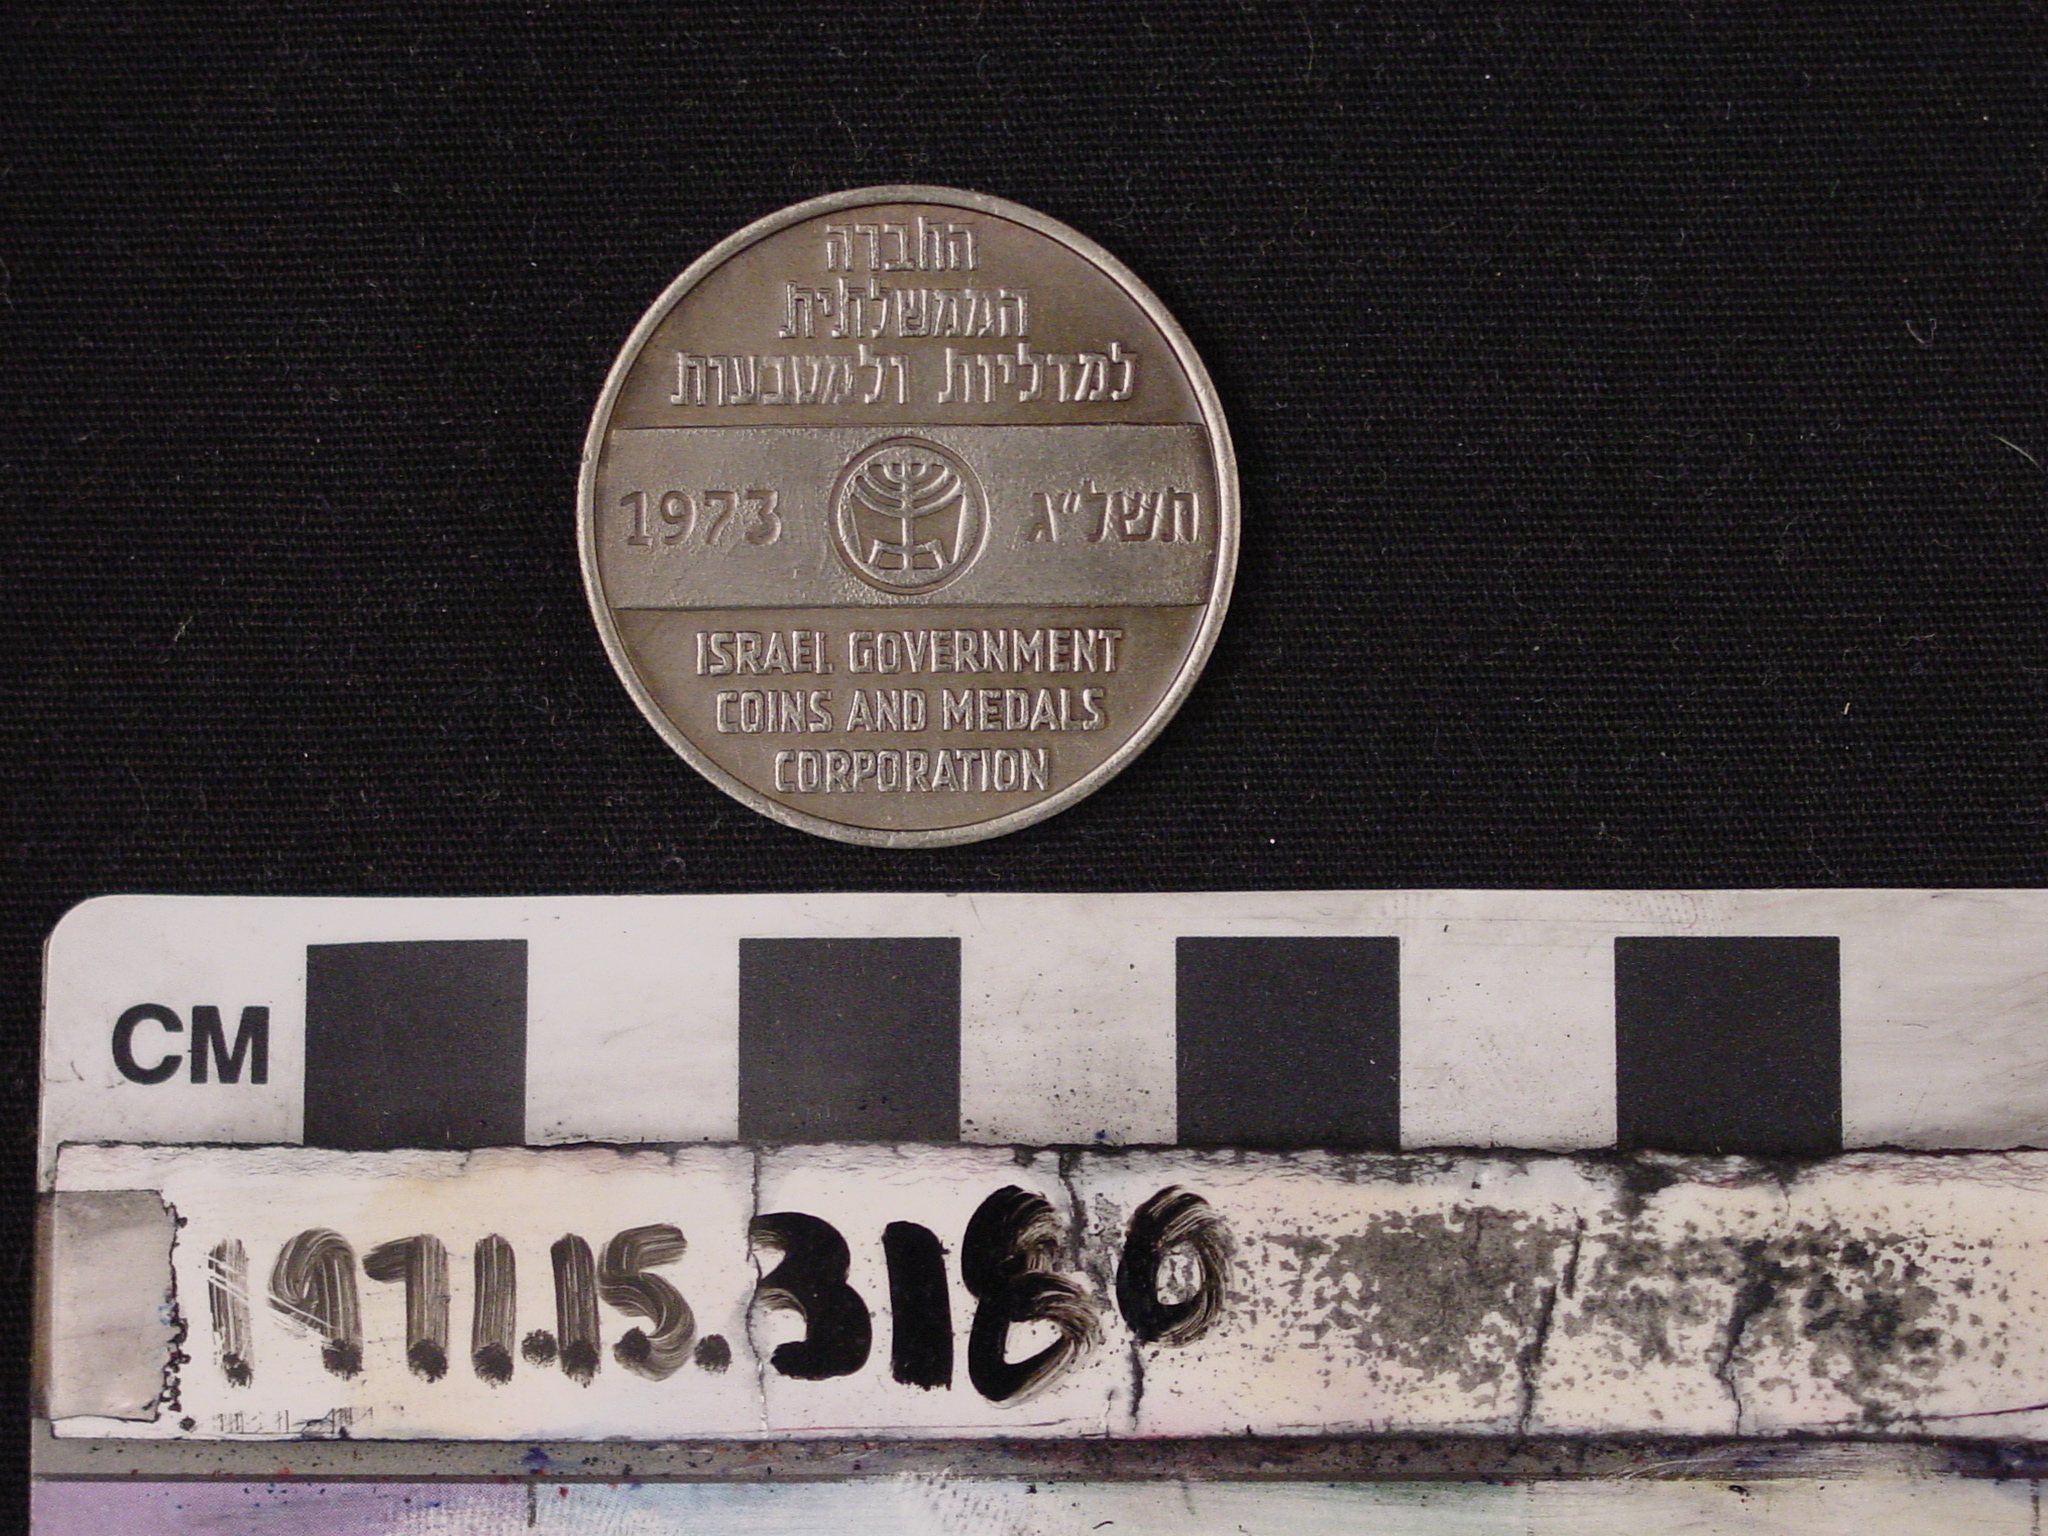 החברה
הממשלתית
למדליות ולמטבעות
1973 תשל"ג
ISRAEL GOVERNMENT
COINS AND MEDALS
CORPORATION
CM
1971.15.3180